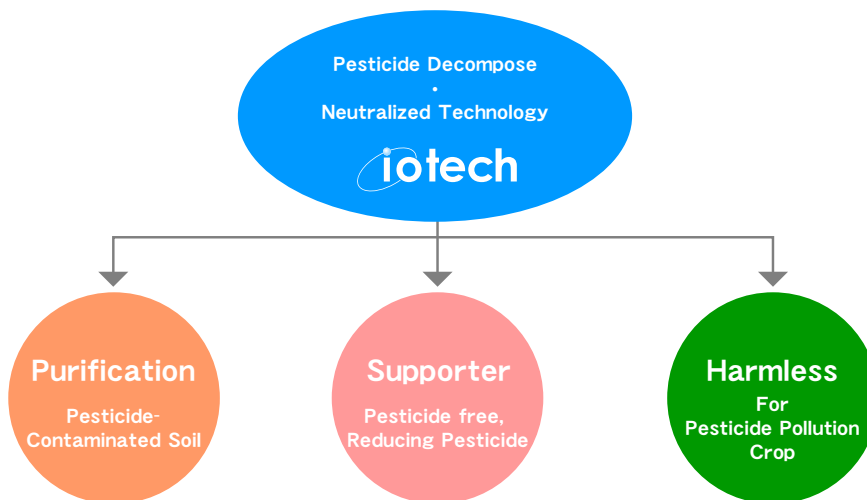 Pesticide Decompose
・
Neutralized Technology
iotech
Purification
Pesticide-
Contaminated Soil
Supporter
Pesticide free,
Reducing Pesticide
Harmless
For
Pesticide Pollution
Crop